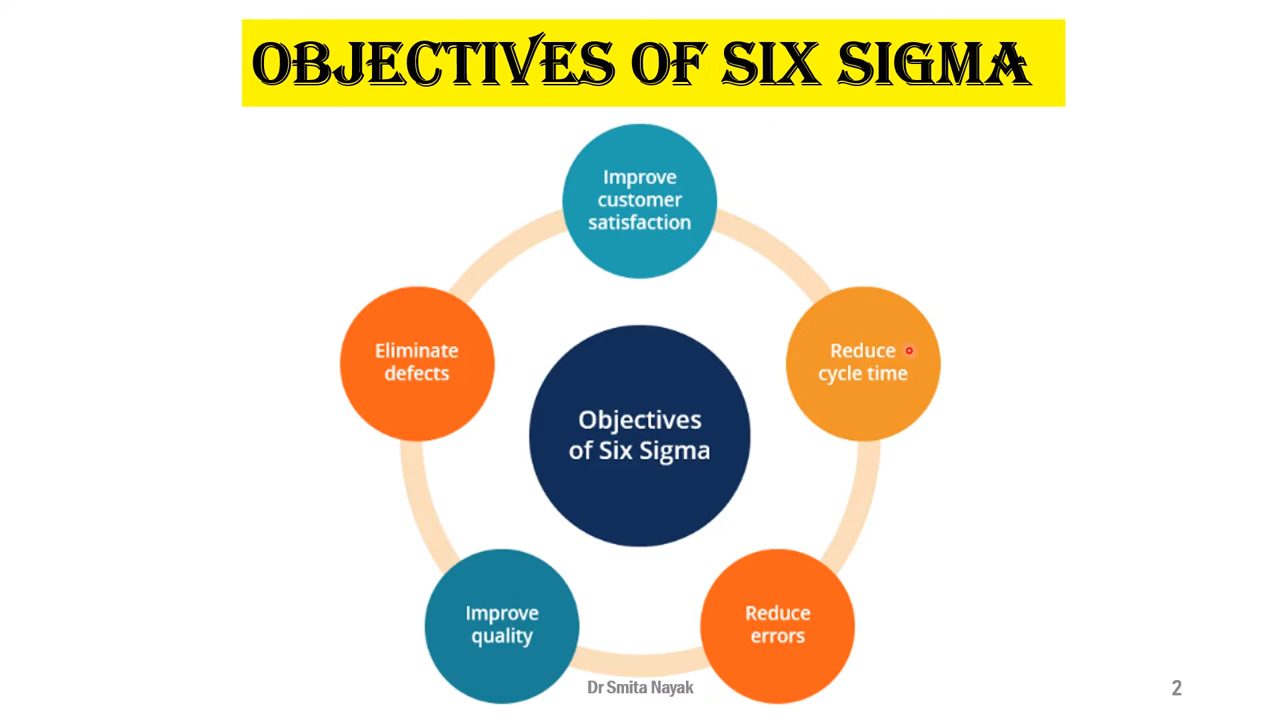 OBJECTIVES OF SIX SIGMA
Improve
customer
satisfaction
Eliminate
defects
Reduce
cycle time
Objectives
of Six Sigma
Improve
quality
Reduce
errors
Dr Smita Nayak
2